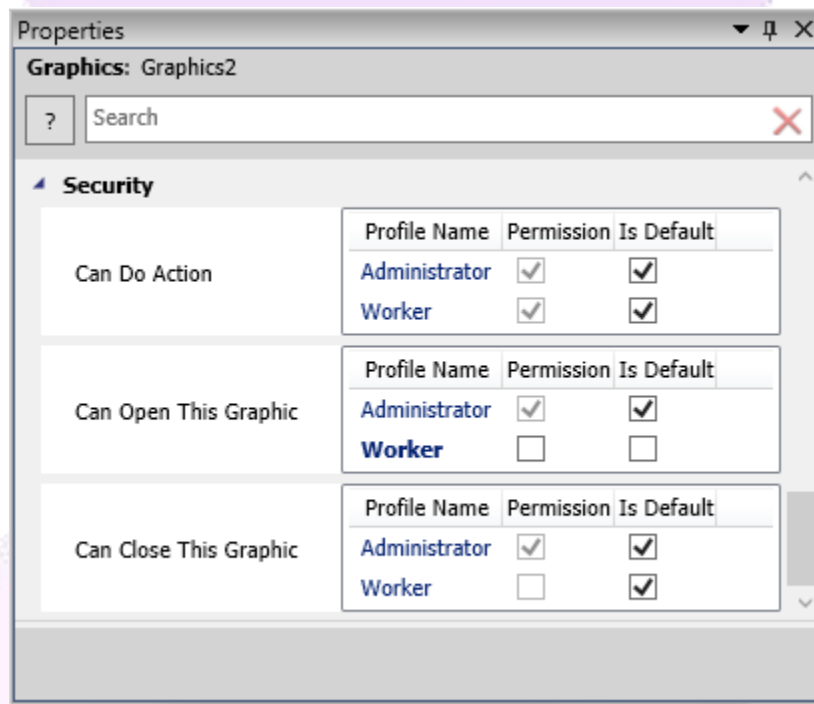 Properties
Graphics: Graphics2
?
Search
Security
Can Do Action
Profile Name Permission Is Default
Administrator
Worker
Can Open This Graphic
Profile Name Permission Is Default
Administrator
Worker
Can Close This Graphic
Profile Name Permission Is Default
Administrator
Worker